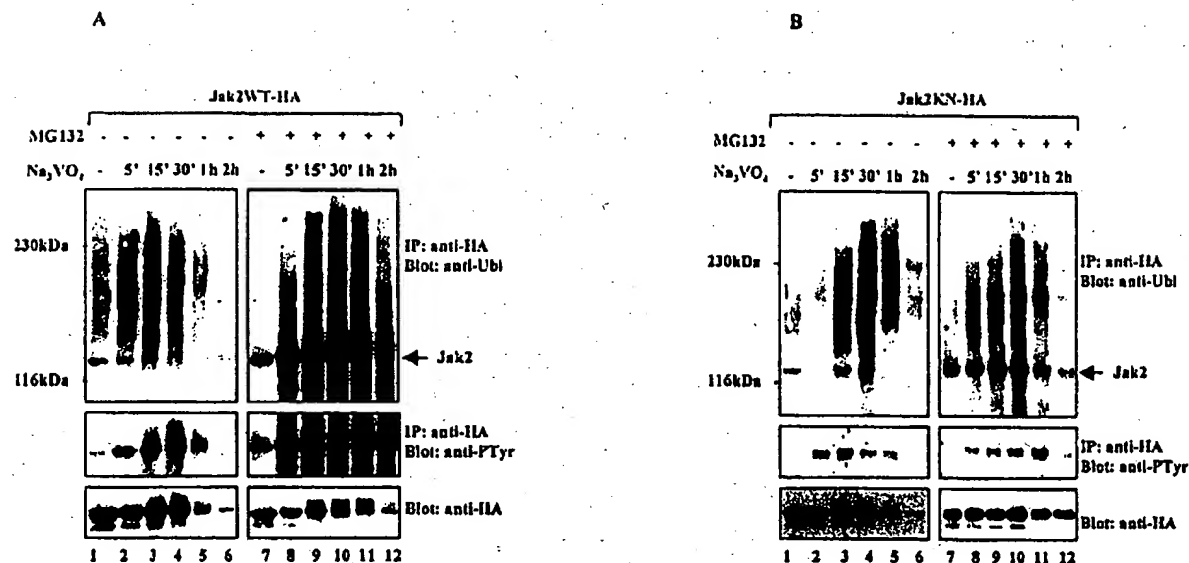 A
Jak2WT-HA
MG132 - - - - - - + + + + + +
Na3VO4 - 5' 15' 30' 1h 2h - 5' 15' 30' 1h 2h
230kDa
IP: anti-HA
Blot: anti-Ubi
Jak2
116kDa
IP: anti-HA
Blot: anti-PTyr
Blot: anti-HA
1 2 3 4 5 6 7 8 9 10 11 12
B
Jak2KN-HA
MG132 - - - - - - + + + + + +
Na3VO4 - 5' 15' 30' 1h 2h - 5' 15' 30' 1h 2h
230kDa
IP: anti-HA
Blot: anti-Ubi
Jak2
116kDa
IP: anti-HA
Blot: anti-PTyr
Blot: anti-HA
1 2 3 4 5 6 7 8 9 10 11 12